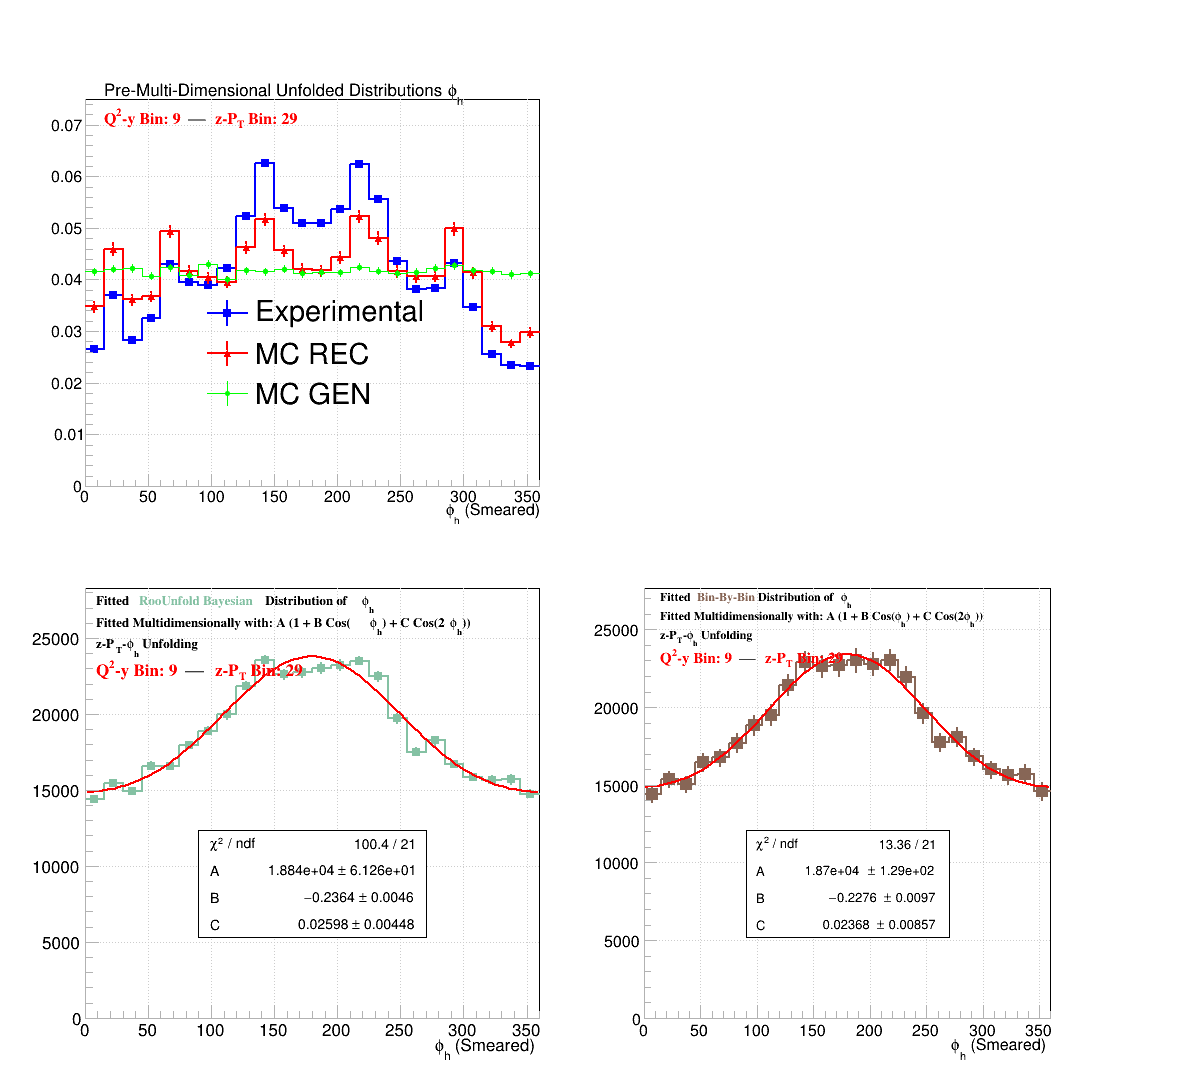 Pre-Multi-Dimensional Unfolded Distributions ϕh
Q²-y Bin: 9 — z-PT Bin: 29
0.07
0.06
0.05
0.04
0.03
0.02
0.01
0
Experimental
MC REC
MC GEN
0 50 100 150 200 250 300 350
ϕh (Smeared)
Fitted RooUnfold Bayesian Distribution of ϕh
Fitted Multidimensionally with: A (1 + B Cos( ϕh) + C Cos(2 ϕh))
z-PT-ϕh Unfolding
Q²-y Bin: 9 — z-PT Bin: 29
25000
20000
15000
10000
5000
0
χ² / ndf 100.4 / 21
A 1.884e+04 ± 6.126e+01
B −0.2364 ± 0.0046
C 0.02598 ± 0.00448
0 50 100 150 200 250 300 350
ϕh (Smeared)
Fitted Bin-By-Bin Distribution of ϕh
Fitted Multidimensionally with: A (1 + B Cos(ϕh) + C Cos(2ϕh))
z-PT-ϕh Unfolding
Q²-y Bin: 9 — z-PT Bin: 29
25000
20000
15000
10000
5000
0
χ² / ndf 13.36 / 21
A 1.87e+04 ± 1.29e+02
B −0.2276 ± 0.0097
C 0.02368 ± 0.00857
0 50 100 150 200 250 300 350
ϕh (Smeared)